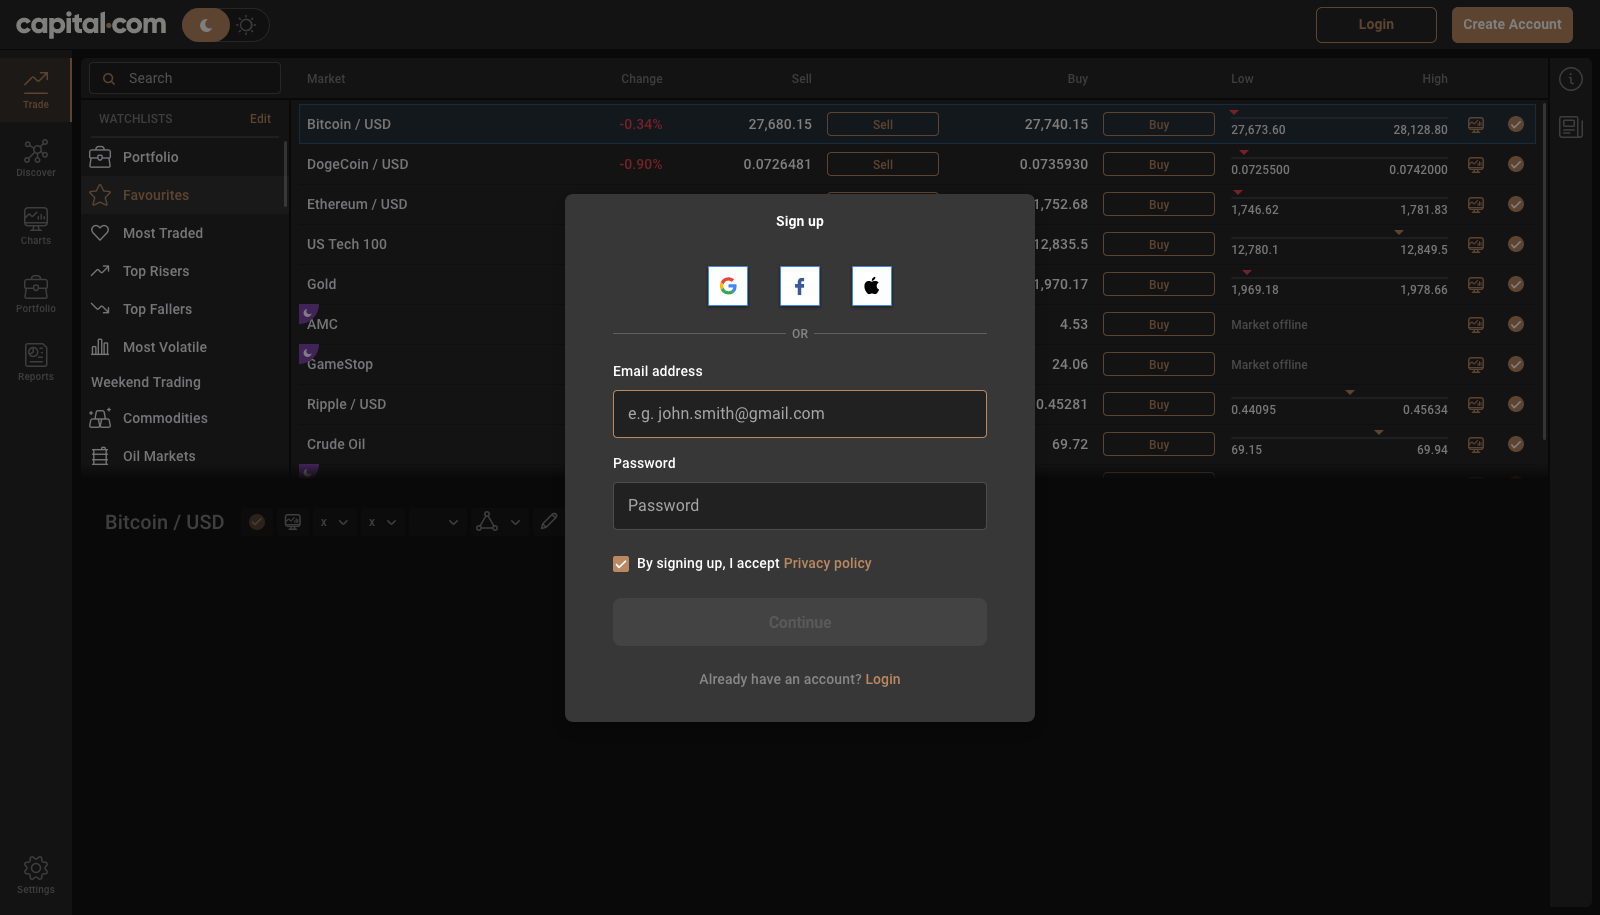 capital.com
Login
Create Account
Trade
Discover
Charts
Portfolio
Reports
Settings
Search
WATCHLISTS Edit
Portfolio
Favourites
Most Traded
Top Risers
Top Fallers
Most Volatile
Weekend Trading
Commodities
Oil Markets
Market Change Sell Buy Low High
Bitcoin / USD -0.34% 27,680.15 Sell 27,740.15 Buy 27,673.60 28,128.80
DogeCoin / USD -0.90% 0.0726481 Sell 0.0735930 Buy 0.0725500 0.0742000
Ethereum / USD 1,752.68 Buy 1,746.62 1,781.83
US Tech 100 12,835.5 Buy 12,780.1 12,849.5
Gold 1,970.17 Buy 1,969.18 1,978.66
AMC 4.53 Buy Market offline
GameStop 24.06 Buy Market offline
Ripple / USD 0.45281 Buy 0.44095 0.45634
Crude Oil 69.72 Buy 69.15 69.94
Bitcoin / USD x x
Sign up
OR
Email address
e.g. john.smith@gmail.com
Password
Password
By signing up, I accept Privacy policy
Continue
Already have an account? Login